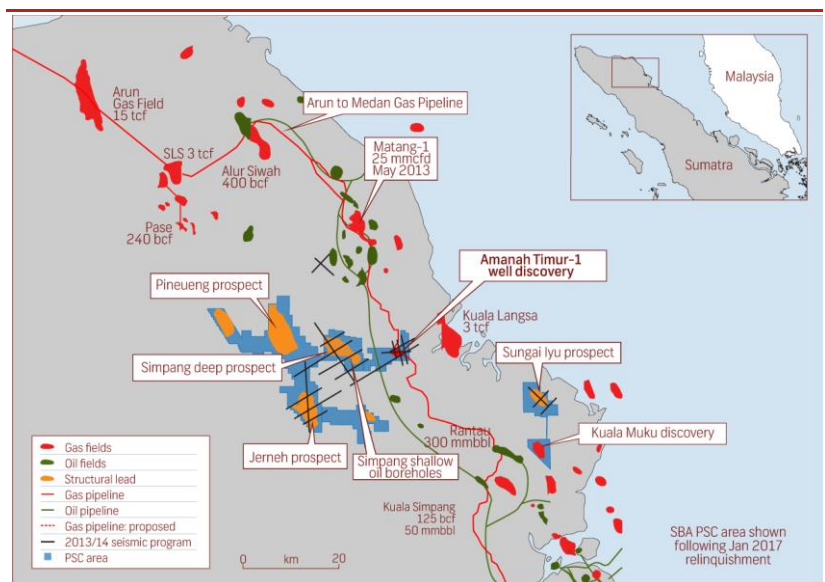 Arun
Gas Field
15 tcf
Arun to Medan Gas Pipeline
Malaysia
Sumatra
SLS 3 tcf
Alur Siwah
400 bcf
Matang-1
25 mmcfd
May 2013
Pase
240 bcf
Amanah Timur-1
well discovery
Pineueng prospect
Kuala Langsa
3 tcf
Sungai Iyu prospect
Simpang deep prospect
Rantau
300 mmbbl
Kuala Muku discovery
Jerneh prospect
Simpang shallow
oil boreholes
Kuala Simpang
125 bcf
50 mmbbl
Gas fields
Oil fields
Structural lead
Gas pipeline
Oil pipeline
Gas pipeline: proposed
2013/14 seismic program
PSC area
0
km
20
SBA PSC area shown
following Jan 2017
relinquishment